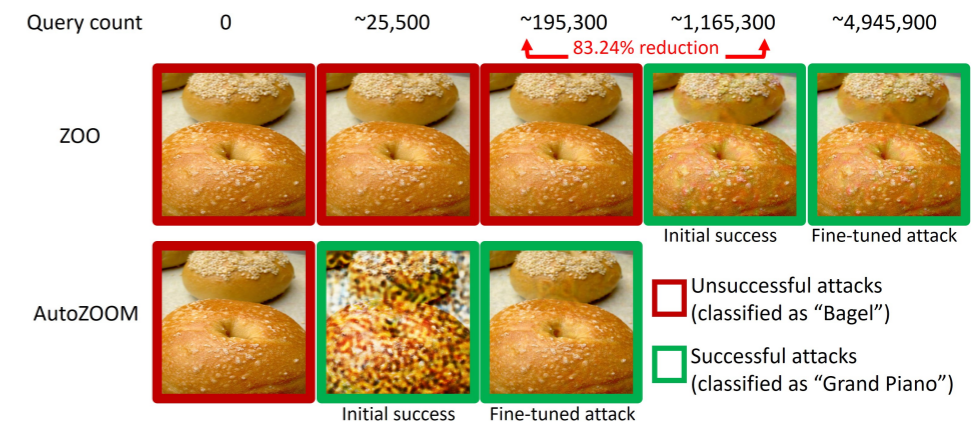 Query count 0 ~25,500 ~195,300 ~1,165,300 ~4,945,900
83.24% reduction
ZOO
Initial success Fine-tuned attack
AutoZOOM
Unsuccessful attacks
(classified as “Bagel”)
Successful attacks
(classified as “Grand Piano”)
Initial success Fine-tuned attack